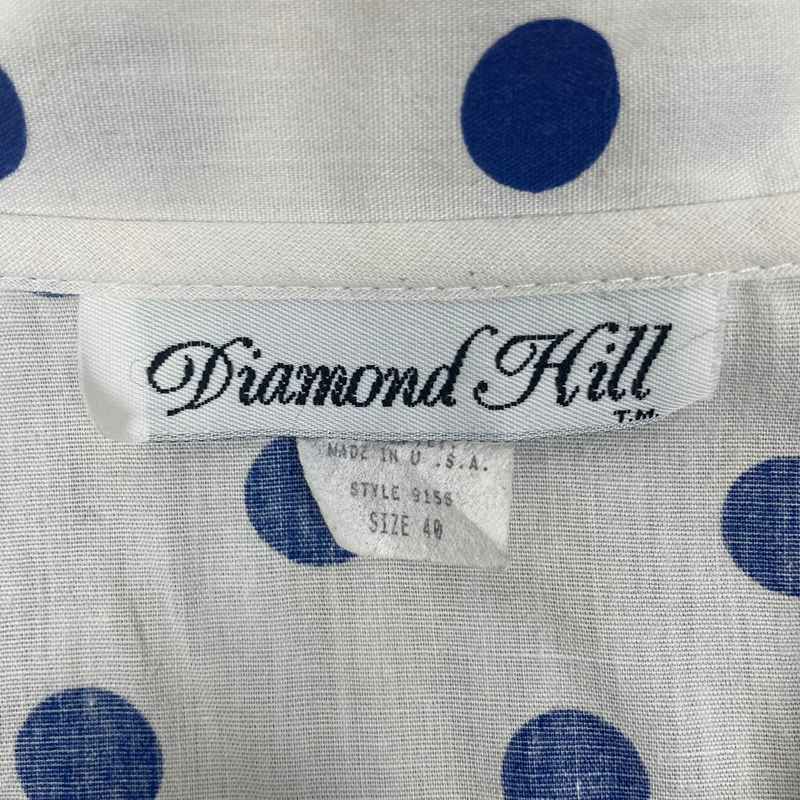 Diamond Hill
T.M.
MADE IN U .S.A.
STYLE 9156
SIZE 40